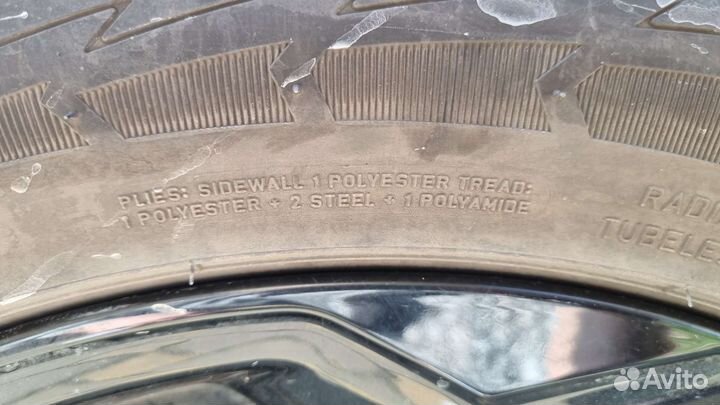 PLIES: SIDEWALL 1 POLYESTER TREAD:
1 POLYESTER + 2 STEEL + 1 POLYAMIDE
Avito